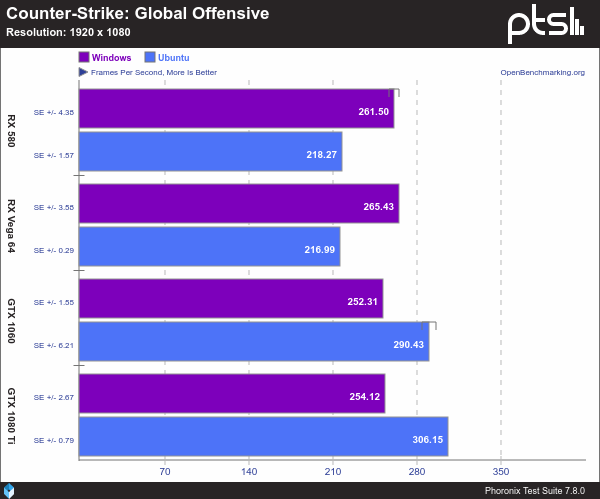 Counter-Strike: Global Offensive
Resolution: 1920 x 1080
ptsl
Windows
Ubuntu
Frames Per Second, More Is Better
OpenBenchmarking.org
RX 580
SE +/- 4.35
261.50
SE +/- 1.57
218.27
RX Vega 64
SE +/- 3.55
265.43
SE +/- 0.29
216.99
GTX 1060
SE +/- 1.55
252.31
SE +/- 6.21
290.43
GTX 1080 Ti
SE +/- 2.67
254.12
SE +/- 0.79
306.15
70 140 210 280 350
Phoronix Test Suite 7.8.0